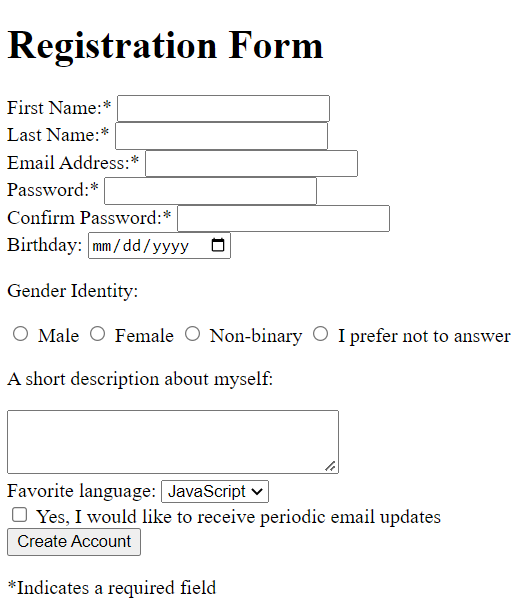 Registration Form
First Name:*
Last Name:*
Email Address:*
Password:*
Confirm Password:*
Birthday: mm/dd/yyyy
Gender Identity:
Male Female Non-binary I prefer not to answer
A short description about myself:
Favorite language: JavaScript
Yes, I would like to receive periodic email updates
Create Account
*Indicates a required field